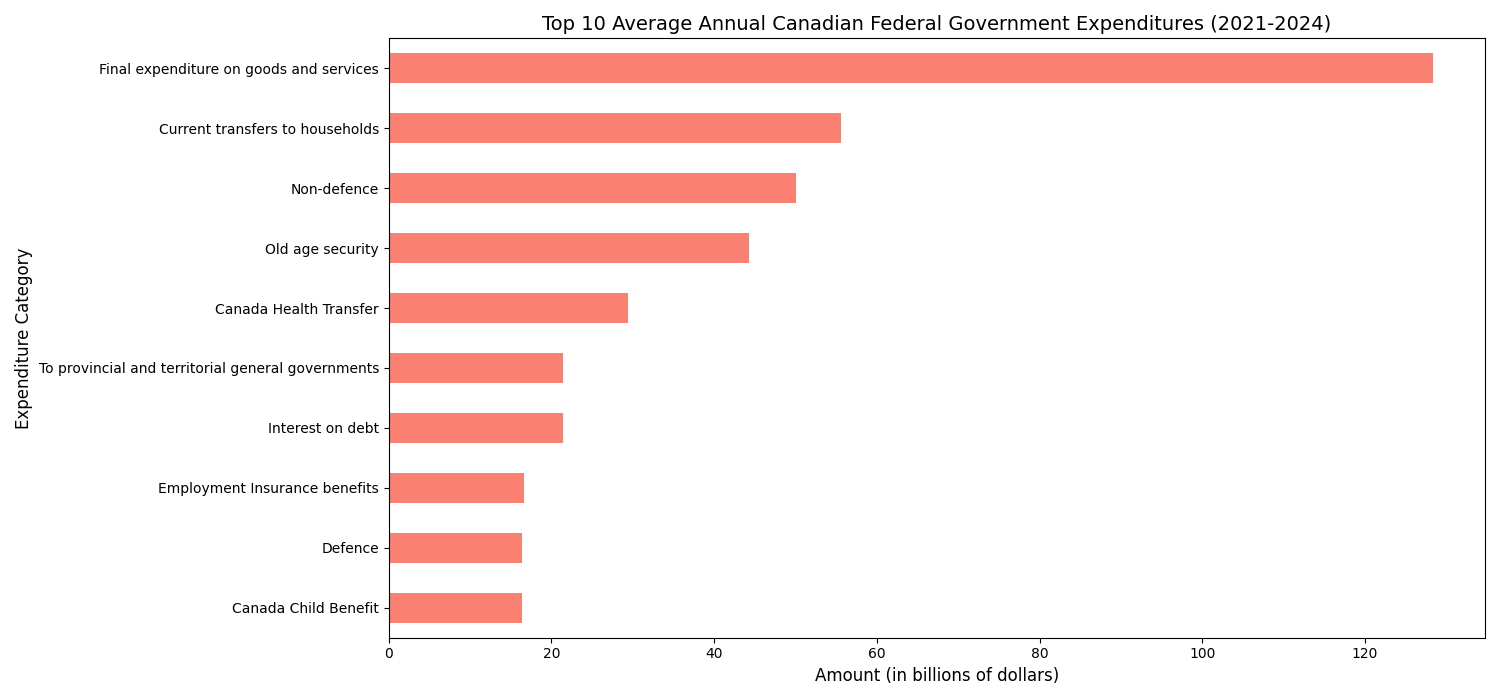 Top 10 Average Annual Canadian Federal Government Expenditures (2021-2024)
Expenditure Category
Final expenditure on goods and services
Current transfers to households
Non-defence
Old age security
Canada Health Transfer
To provincial and territorial general governments
Interest on debt
Employment Insurance benefits
Defence
Canada Child Benefit
0 20 40 60 80 100 120
Amount (in billions of dollars)